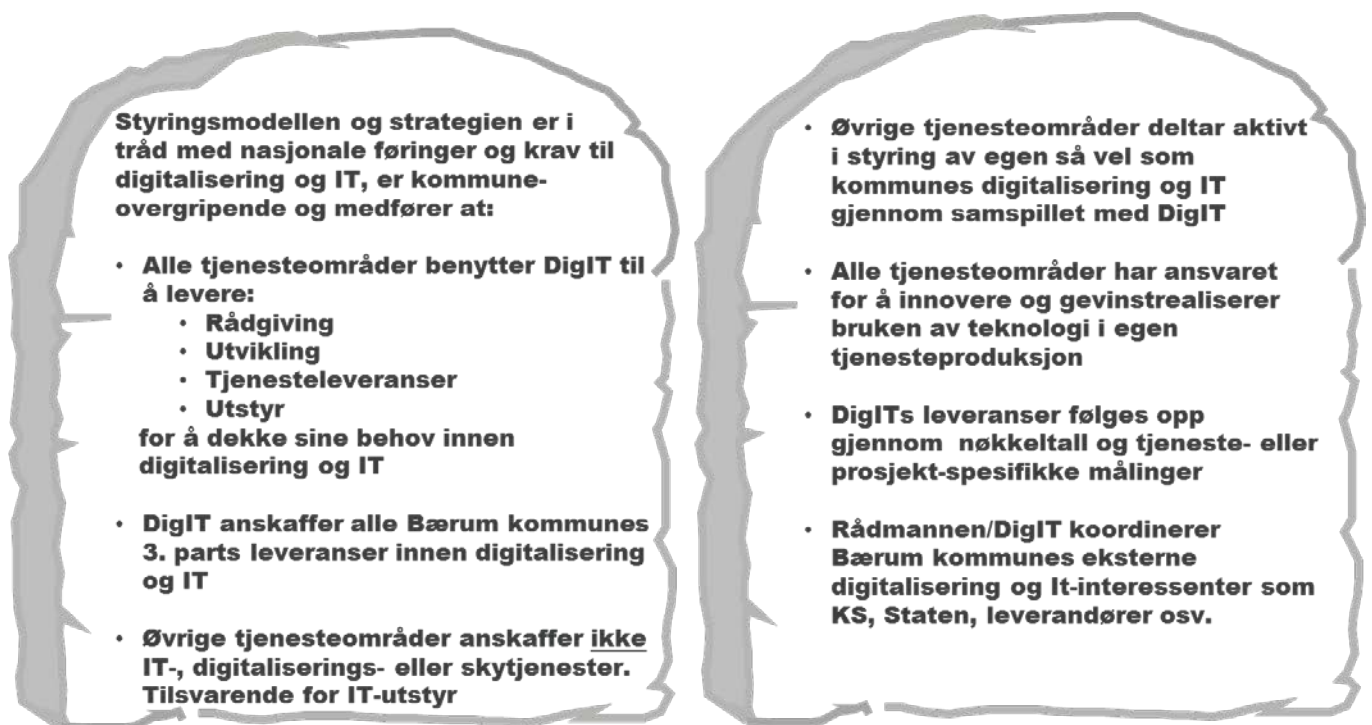 Styringsmodellen og strategien er i
tråd med nasjonale føringer og krav til
digitalisering og IT, er kommune-
overgripende og medfører at:
• Alle tjenesteområder benytter DigIT til
å levere:
• Rådgiving
• Utvikling
• Tjenesteleveranser
• Utstyr
for å dekke sine behov innen
digitalisering og IT
• DigIT anskaffer alle Bærum kommunes
3. parts leveranser innen digitalisering
og IT
• Øvrige tjenesteområder anskaffer ikke
IT-, digitaliserings- eller skytjenester.
Tilsvarende for IT-utstyr
• Øvrige tjenesteområder deltar aktivt
i styring av egen så vel som
kommunes digitalisering og IT
gjennom samspillet med DigIT
• Alle tjenesteområder har ansvaret
for å innovere og gevinstrealiserer
bruken av teknologi i egen
tjenesteproduksjon
• DigITs leveranser følges opp
gjennom nøkkeltall og tjeneste- eller
prosjekt-spesifikke målinger
• Rådmannen/DigIT koordinerer
Bærum kommunes eksterne
digitalisering og It-interessenter som
KS, Staten, leverandører osv.